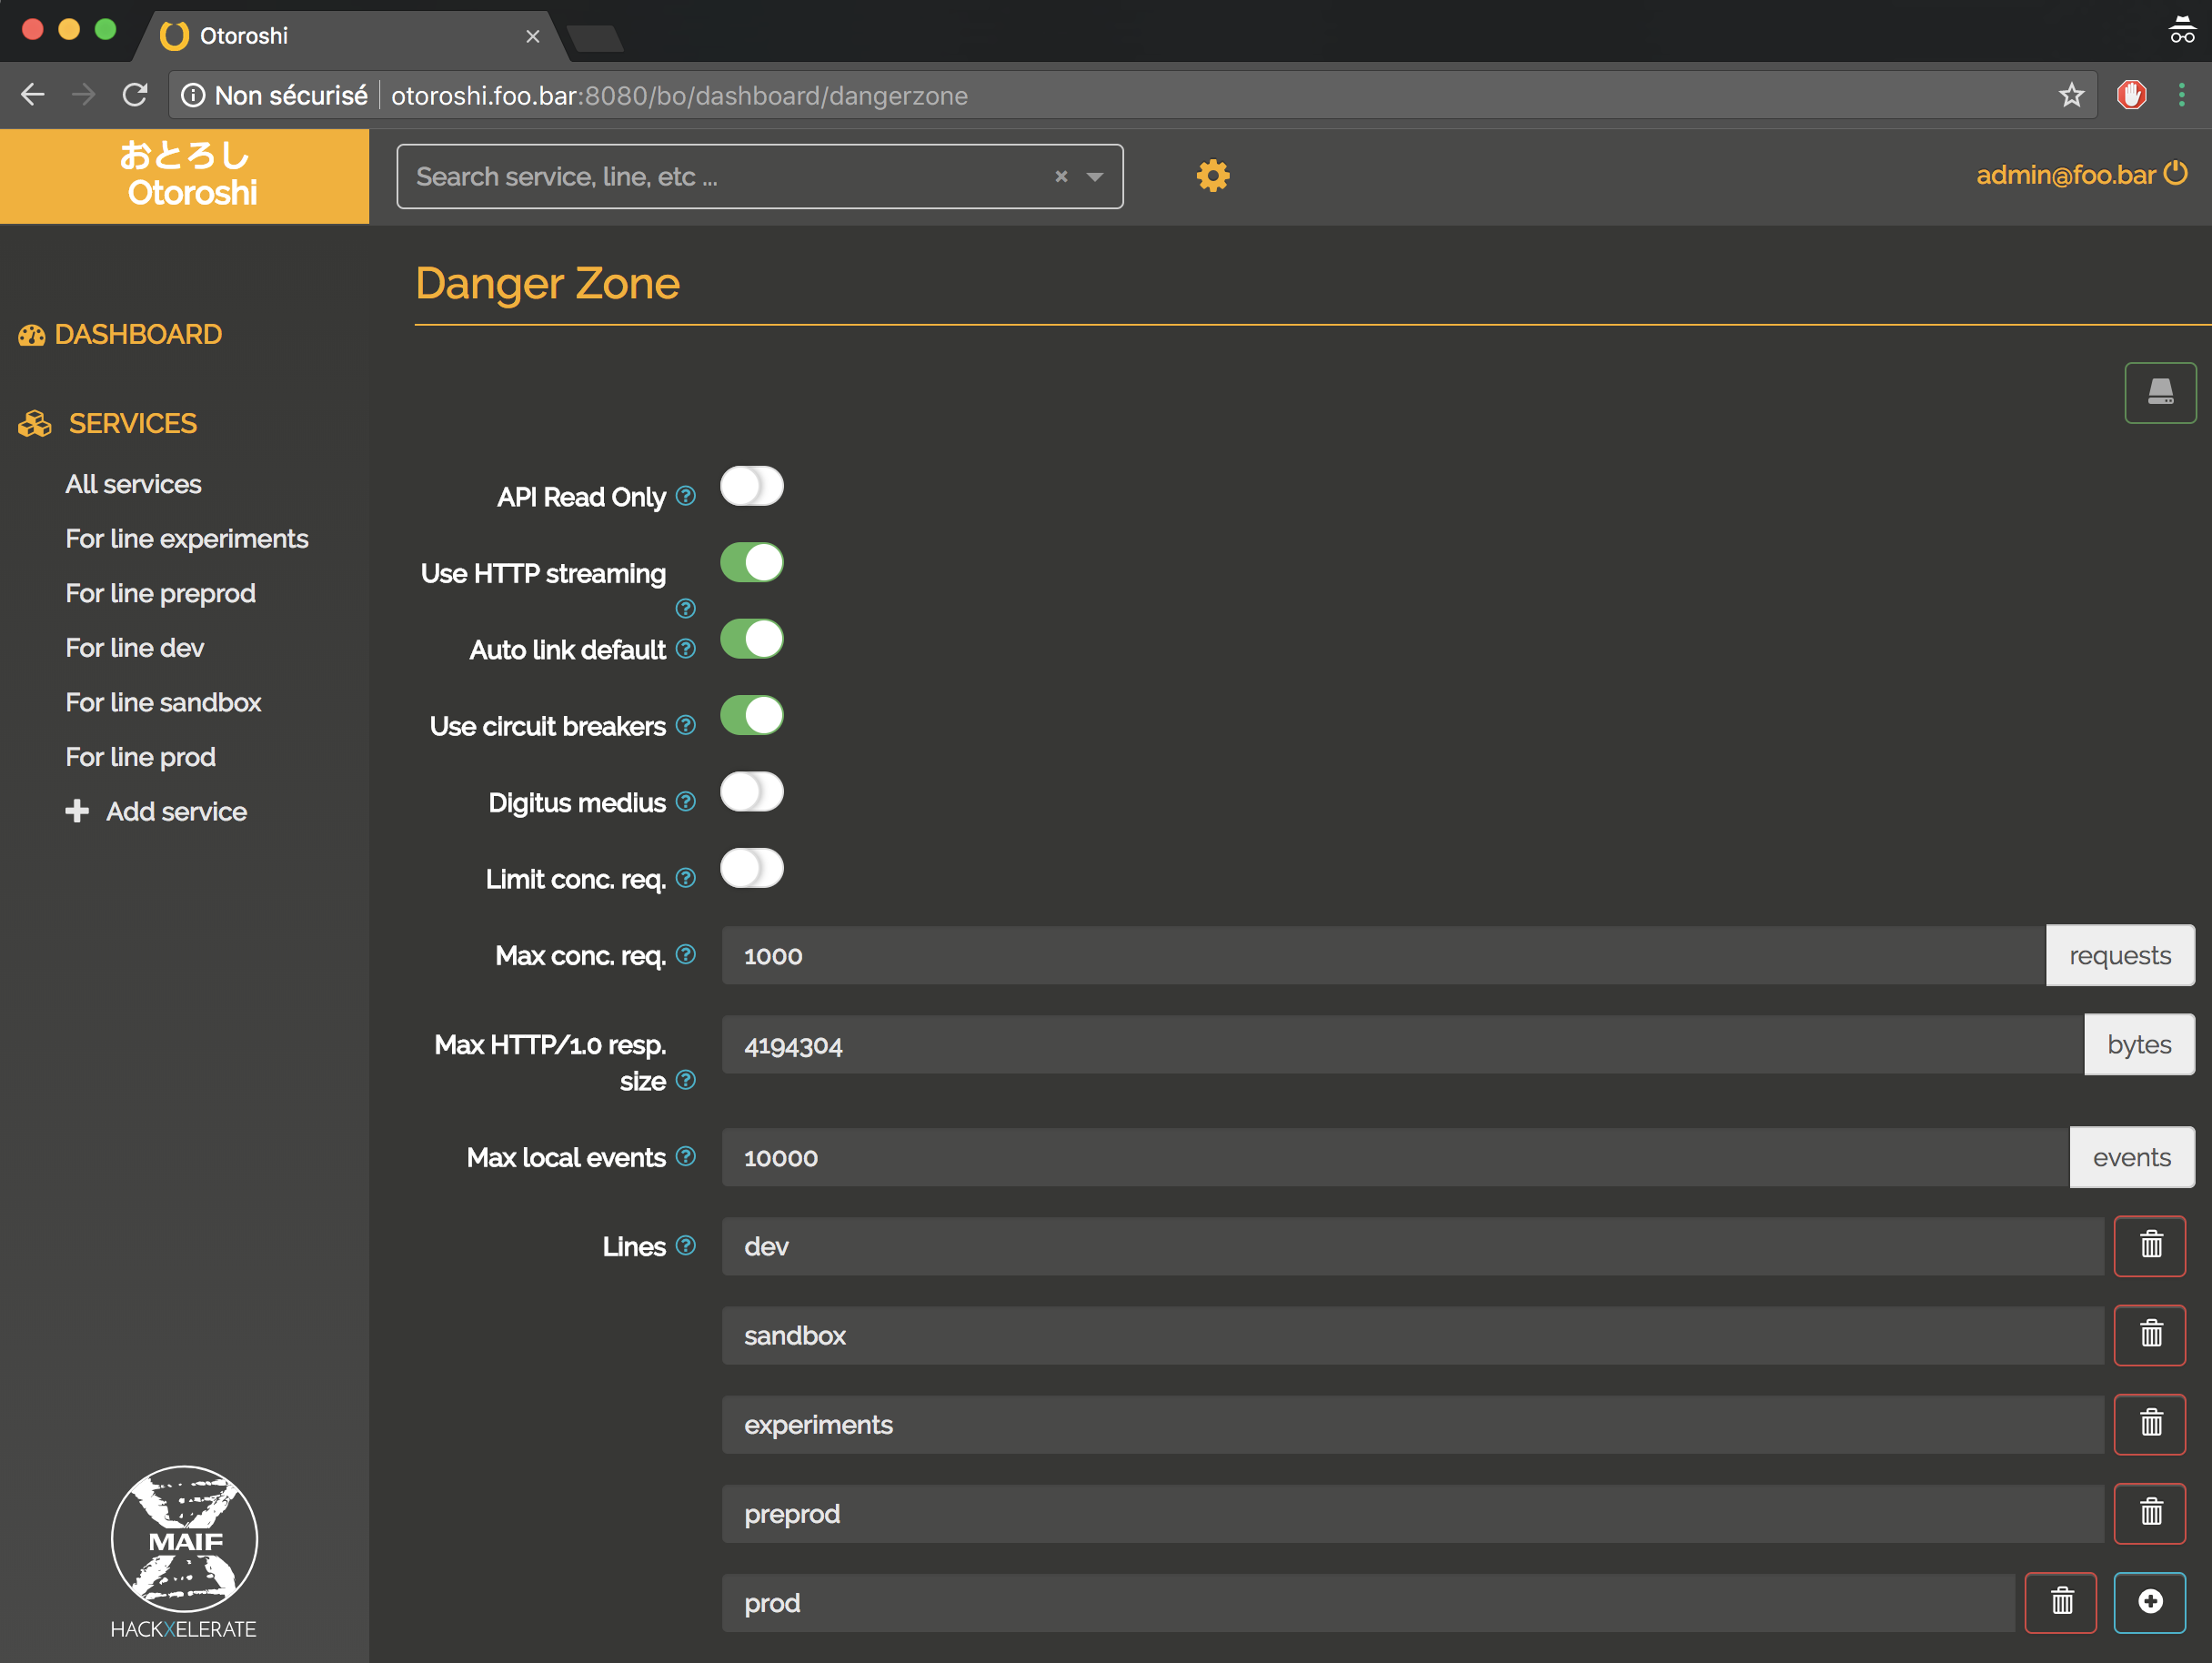 Otoroshi
Non sécurisé otoroshi.foo.bar:8080/bo/dashboard/dangerzone
おとろし
Otoroshi
Search service, line, etc ...
admin@foo.bar
DASHBOARD
SERVICES
All services
For line experiments
For line preprod
For line dev
For line sandbox
For line prod
Add service
MAIF
HACKXELERATE
Danger Zone
API Read Only
Use HTTP streaming
Auto link default
Use circuit breakers
Digitus medius
Limit conc. req.
Max conc. req. 1000 requests
Max HTTP/1.0 resp. 4194304 bytes
size
Max local events 10000 events
Lines dev
sandbox
experiments
preprod
prod